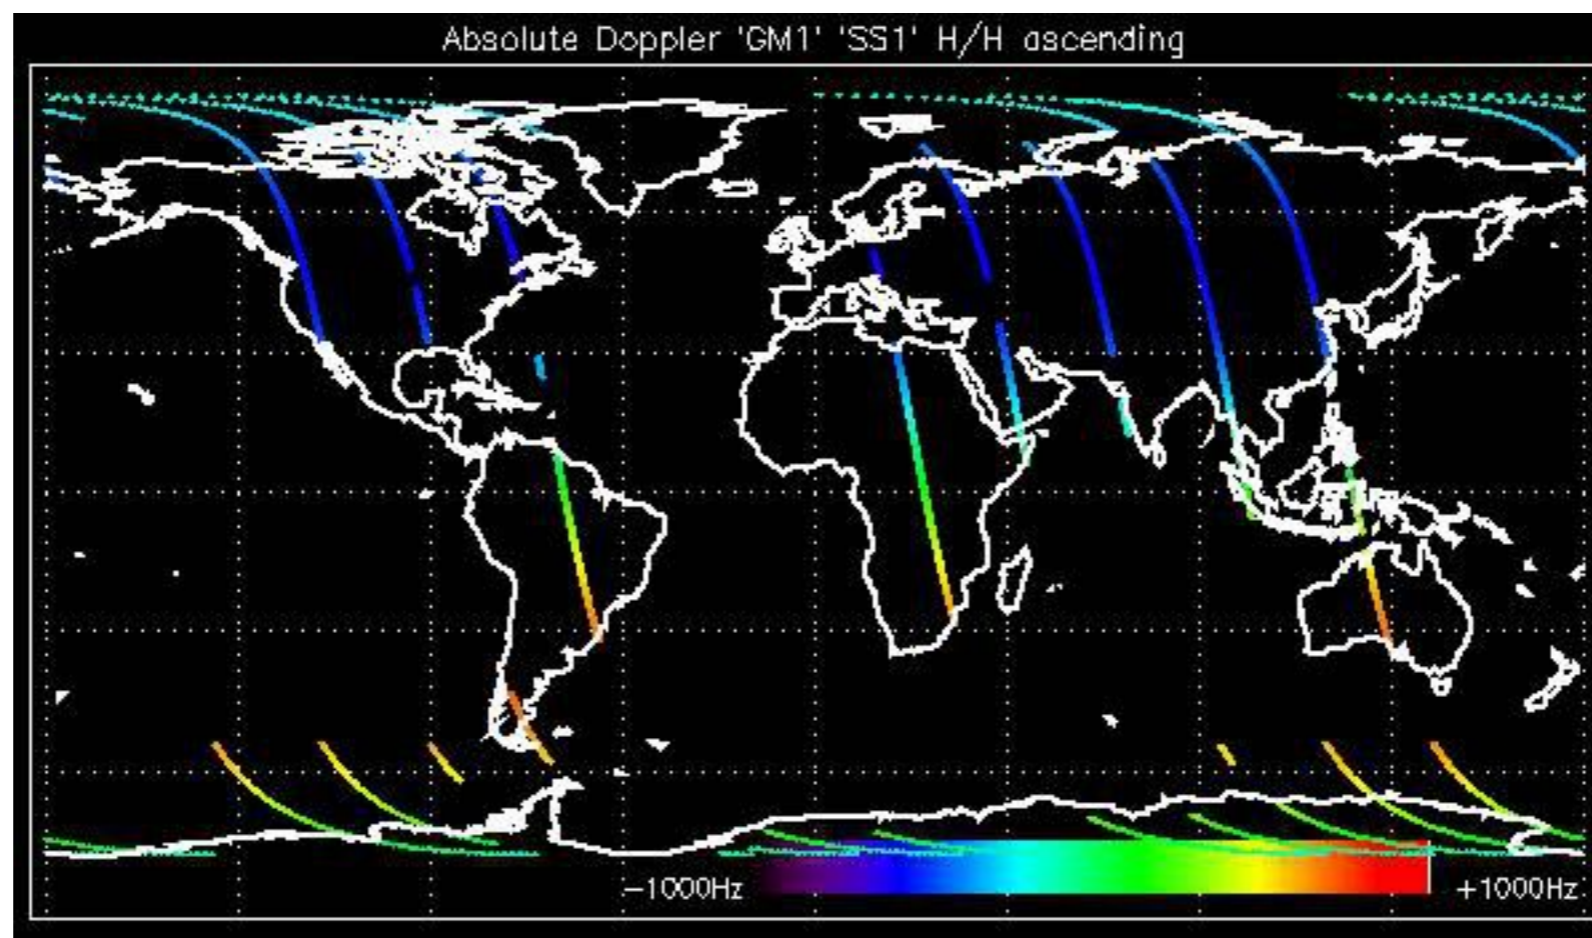 Absolute Doppler 'GM1' 'SS1' H/H ascending
−1000Hz
+1000Hz